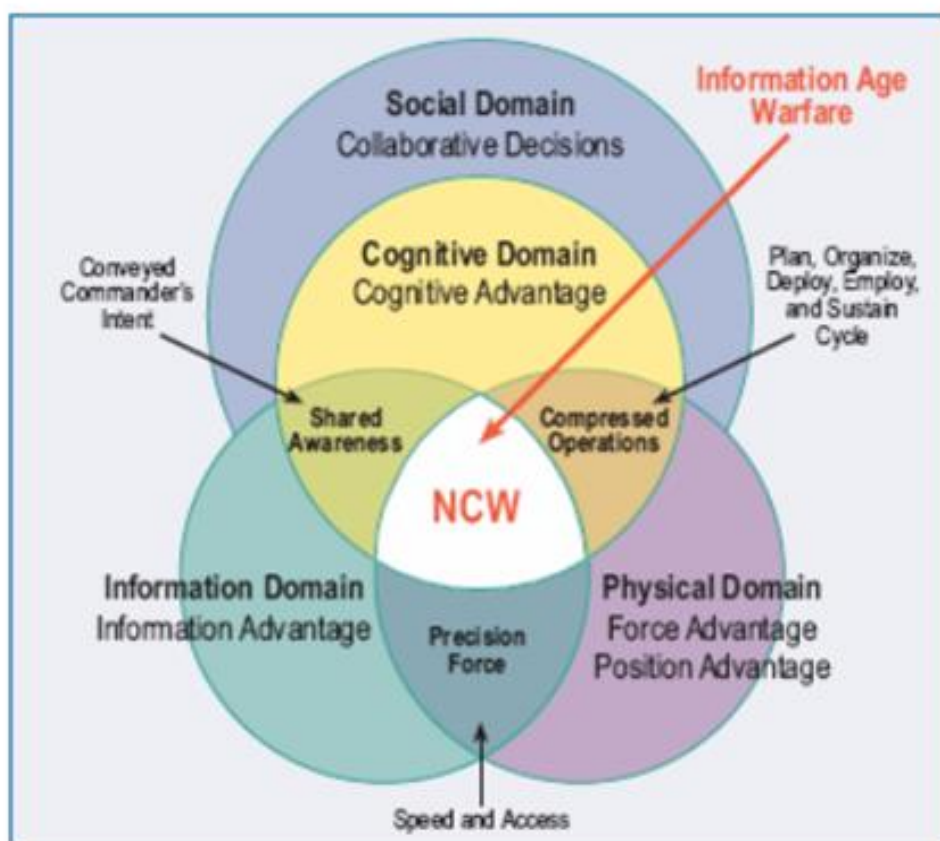 Information Age
Warfare
Social Domain
Collaborative Decisions
Cognitive Domain
Cognitive Advantage
Conveyed
Commander's
Intent
Plan, Organize,
Deploy, Employ,
and Sustain
Cycle
Shared
Awareness
Compressed
Operations
NCW
Information Domain
Information Advantage
Physical Domain
Force Advantage
Position Advantage
Precision
Force
Speed and Access